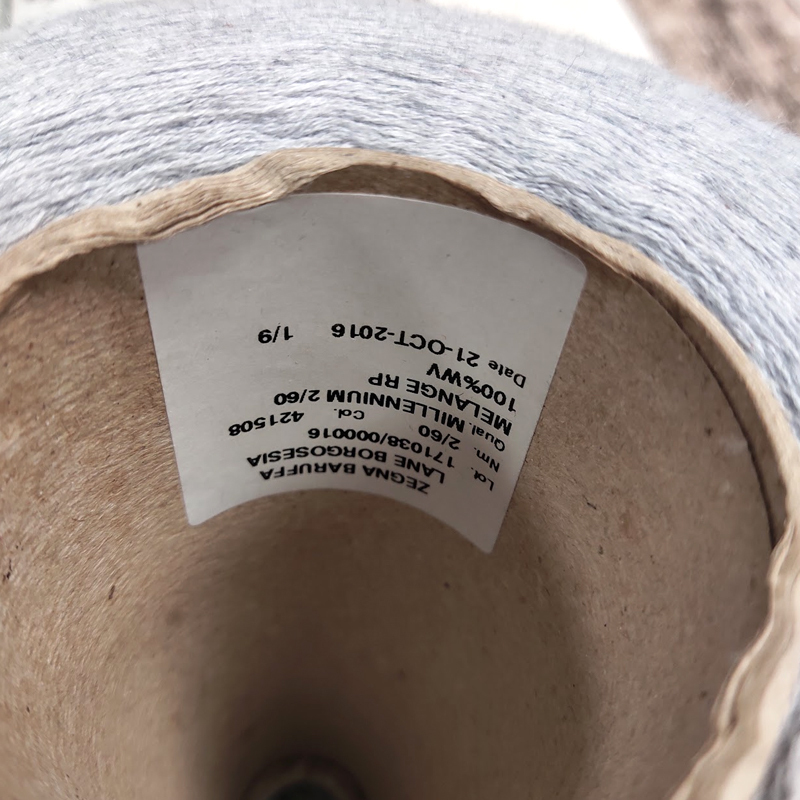 ZEGNA BARUFFA
LANE BORGOSESIA
Lot. 171038/000016
Nm. 2/60 Col. 421508
Qual. MILLENNIUM 2/60
MELANGE RP
100%WV
Date 21-OCT-2016 1/9